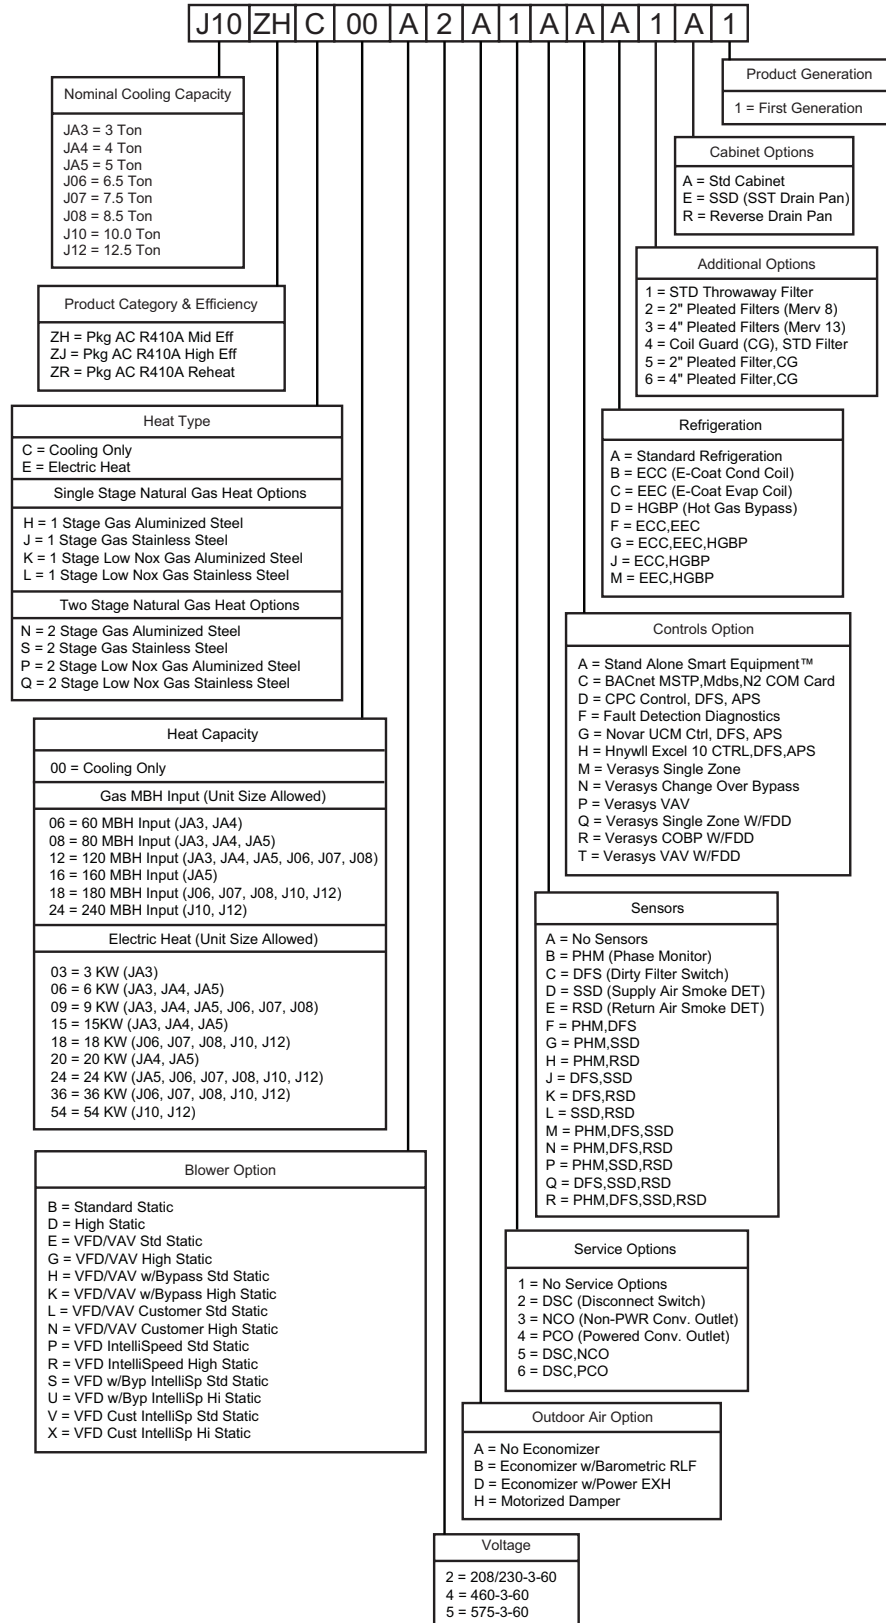 J10 ZH C 00 A 2 A 1 A A A 1 A 1
Nominal Cooling Capacity
JA3 = 3 Ton
JA4 = 4 Ton
JA5 = 5 Ton
J06 = 6.5 Ton
J07 = 7.5 Ton
J08 = 8.5 Ton
J10 = 10.0 Ton
J12 = 12.5 Ton
Product Category & Efficiency
ZH = Pkg AC R410A Mid Eff
ZJ = Pkg AC R410A High Eff
ZR = Pkg AC R410A Reheat
Heat Type
C = Cooling Only
E = Electric Heat
Single Stage Natural Gas Heat Options
H = 1 Stage Gas Aluminized Steel
J = 1 Stage Gas Stainless Steel
K = 1 Stage Low Nox Gas Aluminized Steel
L = 1 Stage Low Nox Gas Stainless Steel
Two Stage Natural Gas Heat Options
N = 2 Stage Gas Aluminized Steel
S = 2 Stage Gas Stainless Steel
P = 2 Stage Low Nox Gas Aluminized Steel
Q = 2 Stage Low Nox Gas Stainless Steel
Heat Capacity
00 = Cooling Only
Gas MBH Input (Unit Size Allowed)
06 = 60 MBH Input (JA3, JA4)
08 = 80 MBH Input (JA3, JA4, JA5)
12 = 120 MBH Input (JA3, JA4, JA5, J06, J07, J08)
16 = 160 MBH Input (JA5)
18 = 180 MBH Input (J06, J07, J08, J10, J12)
24 = 240 MBH Input (J10, J12)
Electric Heat (Unit Size Allowed)
03 = 3 KW (JA3)
06 = 6 KW (JA3, JA4, JA5)
09 = 9 KW (JA3, JA4, JA5, J06, J07, J08)
15 = 15KW (JA3, JA4, JA5)
18 = 18 KW (J06, J07, J08, J10, J12)
20 = 20 KW (JA4, JA5)
24 = 24 KW (JA5, J06, J07, J08, J10, J12)
36 = 36 KW (J06, J07, J08, J10, J12)
54 = 54 KW (J10, J12)
Blower Option
B = Standard Static
D = High Static
E = VFD/VAV Std Static
G = VFD/VAV High Static
H = VFD/VAV w/Bypass Std Static
K = VFD/VAV w/Bypass High Static
L = VFD/VAV Customer Std Static
N = VFD/VAV Customer High Static
P = VFD IntelliSpeed Std Static
R = VFD IntelliSpeed High Static
S = VFD w/Byp IntelliSp Std Static
U = VFD w/Byp IntelliSp Hi Static
V = VFD Cust IntelliSp Std Static
X = VFD Cust IntelliSp Hi Static
Product Generation
1 = First Generation
Cabinet Options
A = Std Cabinet
E = SSD (SST Drain Pan)
R = Reverse Drain Pan
Additional Options
1 = STD Throwaway Filter
2 = 2" Pleated Filters (Merv 8)
3 = 4" Pleated Filters (Merv 13)
4 = Coil Guard (CG), STD Filter
5 = 2" Pleated Filter,CG
6 = 4" Pleated Filter,CG
Refrigeration
A = Standard Refrigeration
B = ECC (E-Coat Cond Coil)
C = EEC (E-Coat Evap Coil)
D = HGBP (Hot Gas Bypass)
F = ECC,EEC
G = ECC,EEC,HGBP
J = ECC,HGBP
M = EEC,HGBP
Controls Option
A = Stand Alone Smart Equipment™
C = BACnet MSTP,Mdbs,N2 COM Card
D = CPC Control, DFS, APS
F = Fault Detection Diagnostics
G = Novar UCM Ctrl, DFS, APS
H = Hnywll Excel 10 CTRL,DFS,APS
M = Verasys Single Zone
N = Verasys Change Over Bypass
P = Verasys VAV
Q = Verasys Single Zone W/FDD
R = Verasys COBP W/FDD
T = Verasys VAV W/FDD
Sensors
A = No Sensors
B = PHM (Phase Monitor)
C = DFS (Dirty Filter Switch)
D = SSD (Supply Air Smoke DET)
E = RSD (Return Air Smoke DET)
F = PHM,DFS
G = PHM,SSD
H = PHM,RSD
J = DFS,SSD
K = DFS,RSD
L = SSD,RSD
M = PHM,DFS,SSD
N = PHM,DFS,RSD
P = PHM,SSD,RSD
Q = DFS,SSD,RSD
R = PHM,DFS,SSD,RSD
Service Options
1 = No Service Options
2 = DSC (Disconnect Switch)
3 = NCO (Non-PWR Conv. Outlet)
4 = PCO (Powered Conv. Outlet)
5 = DSC,NCO
6 = DSC,PCO
Outdoor Air Option
A = No Economizer
B = Economizer w/Barometric RLF
D = Economizer w/Power EXH
H = Motorized Damper
Voltage
2 = 208/230-3-60
4 = 460-3-60
5 = 575-3-60